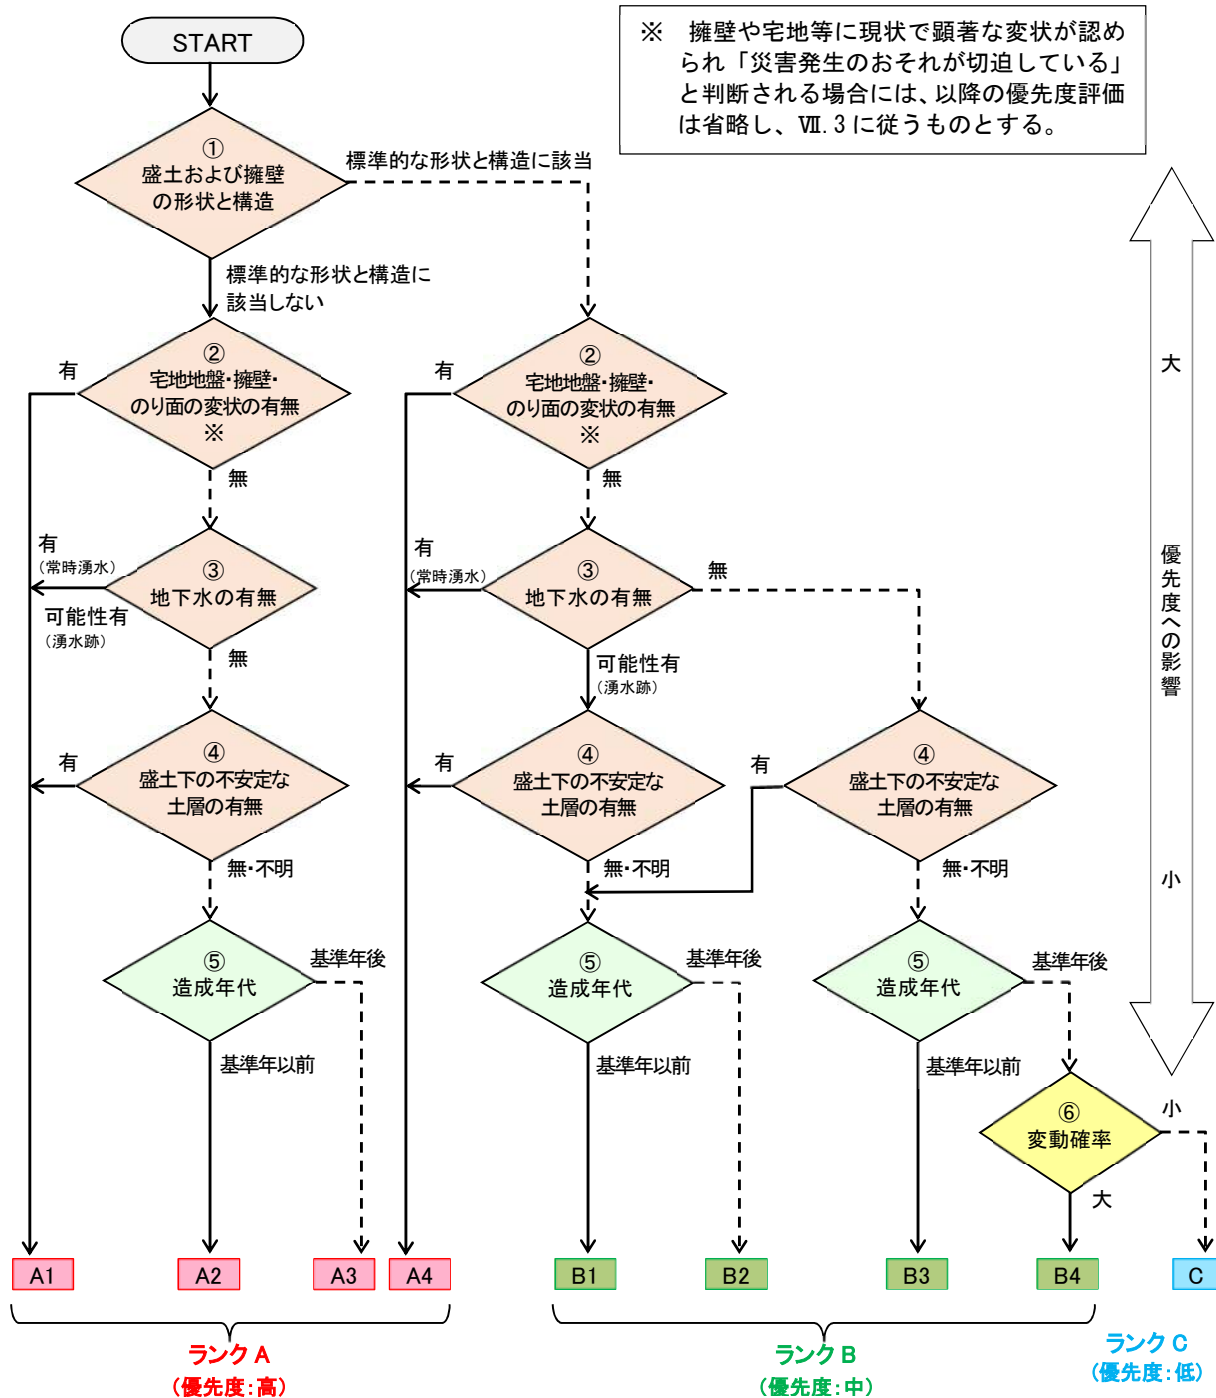 START
※ 擁壁や宅地等に現状で顕著な変状が認め
られ「災害発生のおそれが切迫している」
と判断される場合には、以降の優先度評価
は省略し、Ⅶ.3 に従うものとする。
①
盛土および擁壁
の形状と構造
標準的な形状と構造に該当
標準的な形状と構造に
該当しない
②
宅地地盤・擁壁・
のり面の変状の有無
※
有
無
②
宅地地盤・擁壁・
のり面の変状の有無
※
有
無
大
優先度への影響
小
③
地下水の有無
有
(常時湧水)
可能性有
(湧水跡)
無
③
地下水の有無
有
(常時湧水)
無
可能性有
(湧水跡)
④
盛土下の不安定な
土層の有無
有
無・不明
④
盛土下の不安定な
土層の有無
有
無・不明
④
盛土下の不安定な
土層の有無
有
無・不明
⑤
造成年代
基準年後
基準年以前
⑤
造成年代
基準年後
基準年以前
⑤
造成年代
基準年後
基準年以前
⑥
変動確率
小
大
A1
A2
A3
A4
B1
B2
B3
B4
C
ランク A
(優先度:高)
ランク B
(優先度:中)
ランク C
(優先度:低)